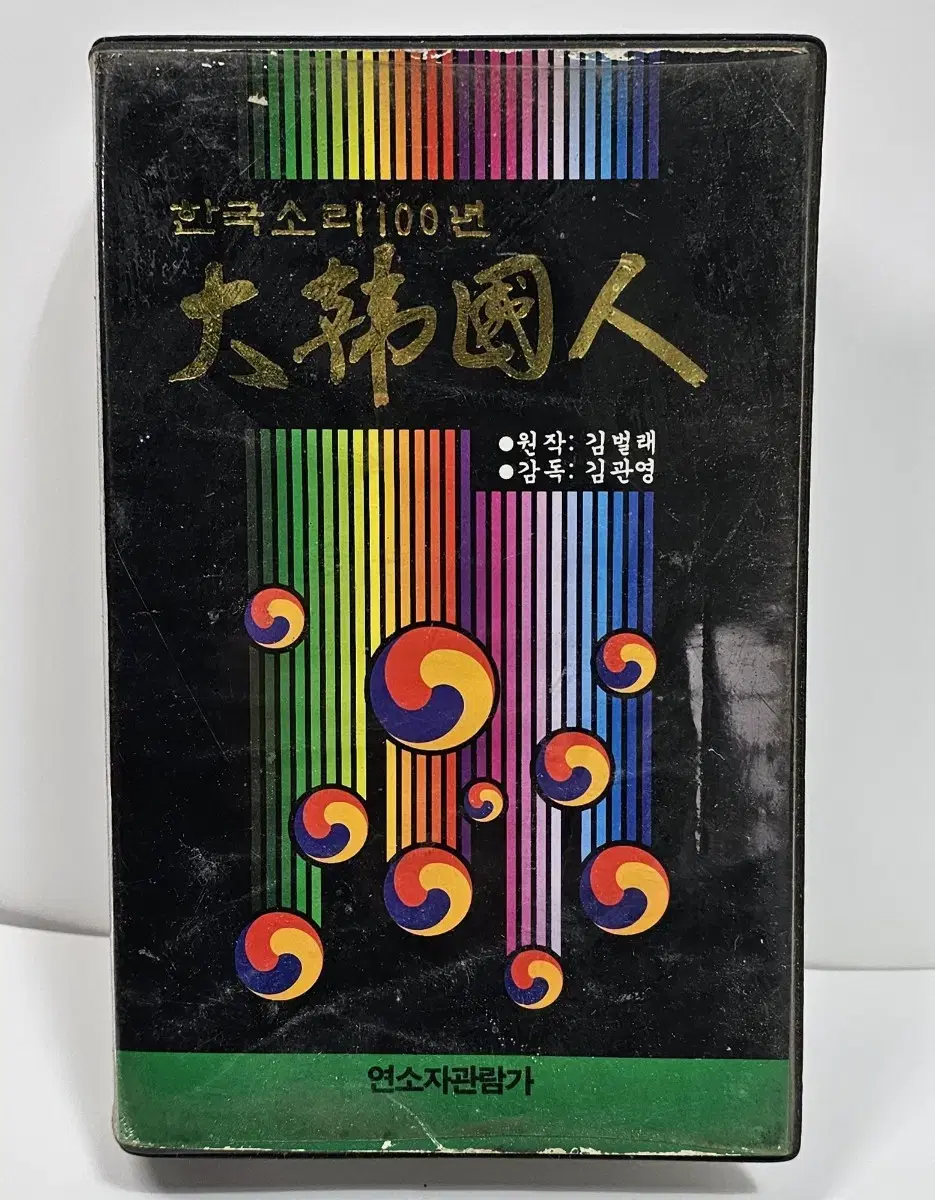 한국소리100년
大韓國人
●원작: 김벌래
●감독: 김관영
연소자관람가